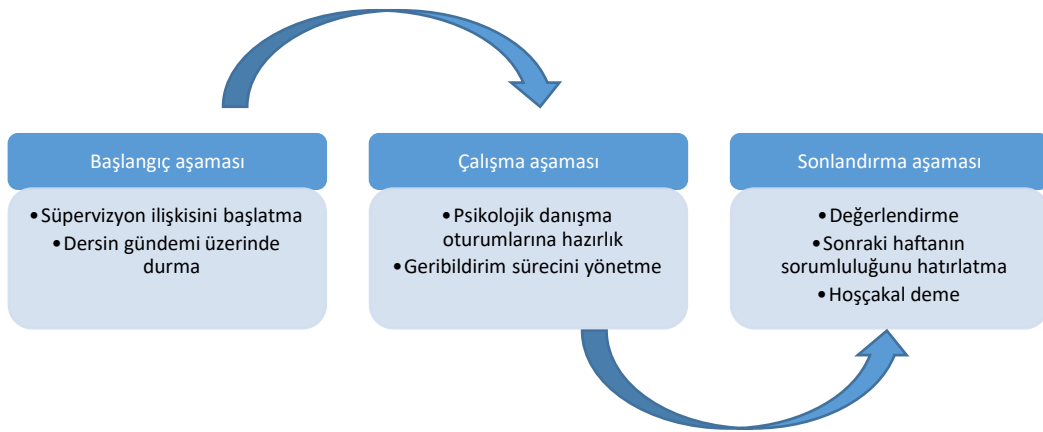 Başlangıç aşaması
•Süpervizyon ilişkisini başlatma
•Dersin gündemi üzerinde
durma
Çalışma aşaması
•Psikolojik danışma
oturumlarına hazırlık
•Geribildirim sürecini yönetme
Sonlandırma aşaması
•Değerlendirme
•Sonraki haftanın
sorumluluğunu hatırlatma
•Hoşçakal deme